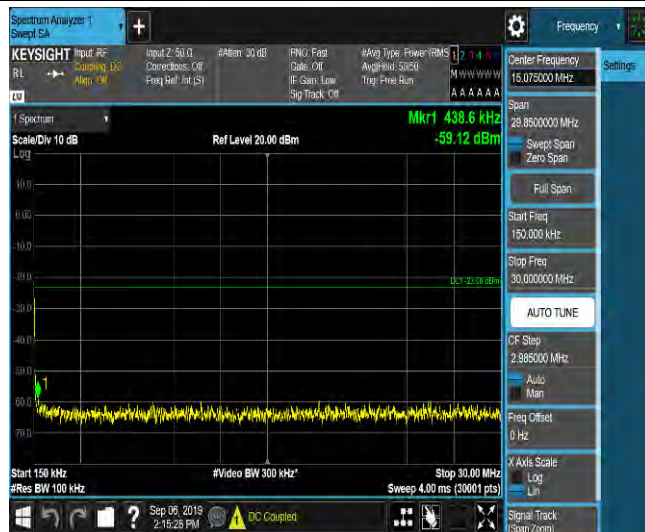 Spectrum Analyzer 1
Swept SA
+
Frequency
KEYSIGHT
RL
Input: RF
Coupling: DC
Align: Off
Input Z: 50 Ω
Corrections: Off
Freq Ref: Int (S)
#Atten: 30 dB
PNO: Fast
Gate: Off
IF Gain: Low
Sig Track: Off
#Avg Type: Power (RMS
Avg|Hold: 50/50
Trig: Free Run
M W W W W W
A A A A A A
1 Spectrum
Scale/Div 10 dB
Log
Ref Level 20.00 dBm
Mkr1 438.6 kHz
-59.12 dBm
10.0
0.00
-10.0
-20.0
-30.0
-40.0
-50.0
-60.0
-70.0
DL1 -23.00 dBm
1
Start 150 kHz
#Res BW 100 kHz
#Video BW 300 kHz*
Stop 30.00 MHz
Sweep 4.00 ms (30001 pts)
Center Frequency
15.075000 MHz
Settings
Span
29.8500000 MHz
Swept Span
Zero Span
Full Span
Start Freq
150.000 kHz
Stop Freq
30.000000 MHz
AUTO TUNE
CF Step
2.985000 MHz
Auto
Man
Freq Offset
0 Hz
X Axis Scale
Log
Lin
Signal Track
(Span Zoom)
?
Sep 06, 2019
2:15:28 PM
DC Coupled